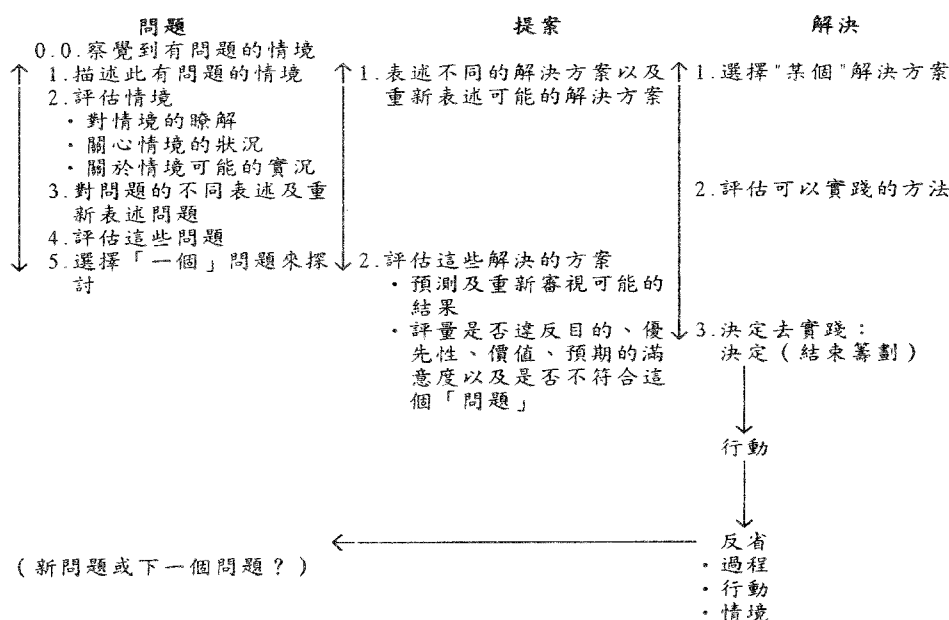 問題
0.0.察覺到有問題的情境
1.描述此有問題的情境
2.評估情境
・對情境的瞭解
・關心情境的狀況
・關於情境可能的實況
3.對問題的不同表述及重
新表述問題
4.評估這些問題
5.選擇「一個」問題來探
討
提案
1.表述不同的解決方案以及
重新表述可能的解決方案
2.評估這些解決的方案
・預測及重新審視可能的
結果
・評量是否違反目的、優
先性、價值、預期的滿
意度以及是否不符合這
個「問題」
解決
1.選擇"某個"解決方案
2.評估可以實踐的方法
3.決定去實踐：
決定（結束籌劃）
行動
反省
・過程
・行動
・情境
（新問題或下一個問題？）